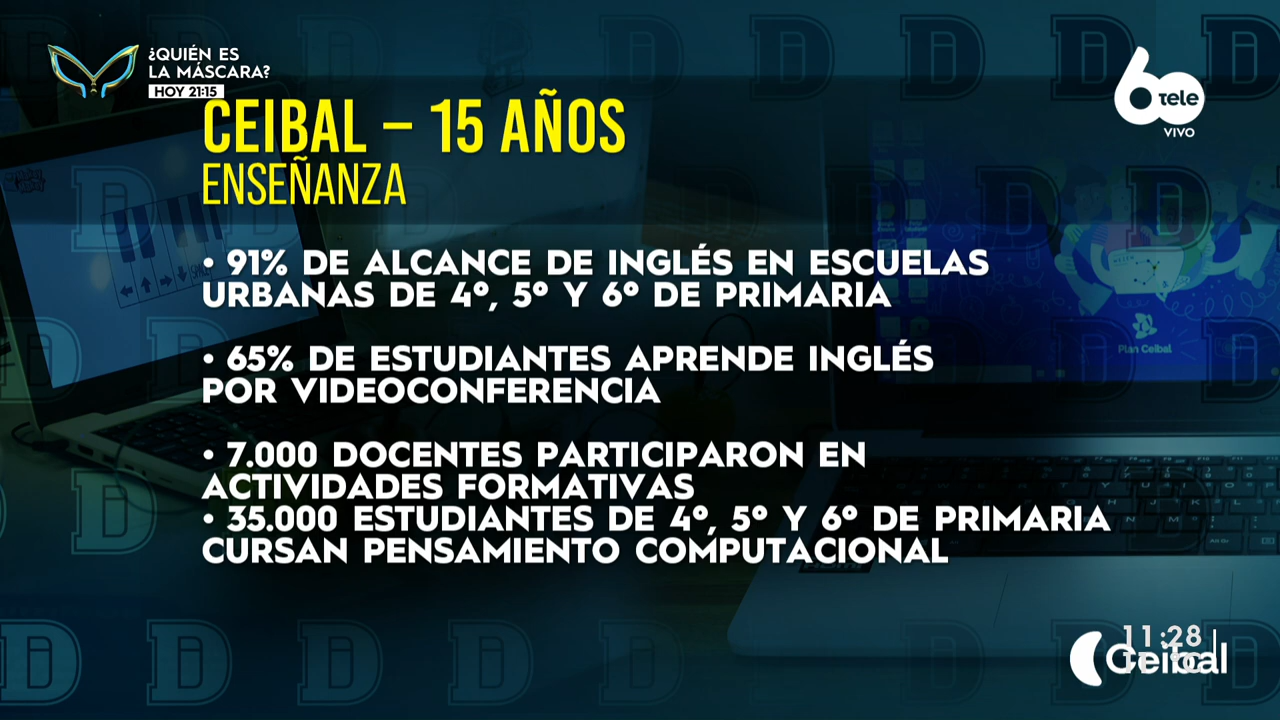 ¿QUIÉN ES
LA MÁSCARA?
HOY 21:15
tele
VIVO
CEIBAL – 15 AÑOS
ENSEÑANZA
• 91% DE ALCANCE DE INGLÉS EN ESCUELAS
URBANAS DE 4º, 5º Y 6º DE PRIMARIA
• 65% DE ESTUDIANTES APRENDE INGLÉS
POR VIDEOCONFERENCIA
• 7.000 DOCENTES PARTICIPARON EN
ACTIVIDADES FORMATIVAS
• 35.000 ESTUDIANTES DE 4º, 5º Y 6º DE PRIMARIA
CURSAN PENSAMIENTO COMPUTACIONAL
Plan Ceibal
11:28
Ceibal